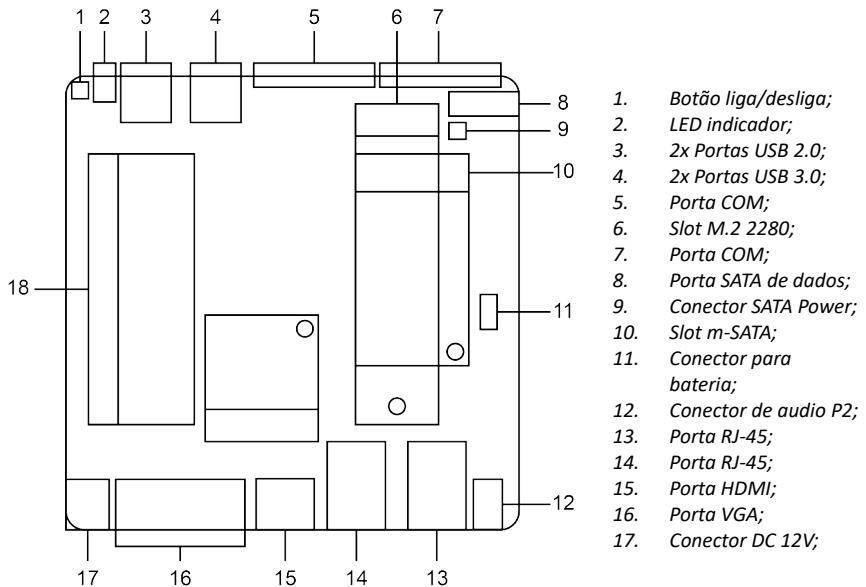 1 2 3 4 5 6 7
8
9
10
11
12
13
14
15
16
17
18
1. Botão liga/desliga;
2. LED indicador;
3. 2x Portas USB 2.0;
4. 2x Portas USB 3.0;
5. Porta COM;
6. Slot M.2 2280;
7. Porta COM;
8. Porta SATA de dados;
9. Conector SATA Power;
10. Slot m-SATA;
11. Conector para
bateria;
12. Conector de audio P2;
13. Porta RJ-45;
14. Porta RJ-45;
15. Porta HDMI;
16. Porta VGA;
17. Conector DC 12V;